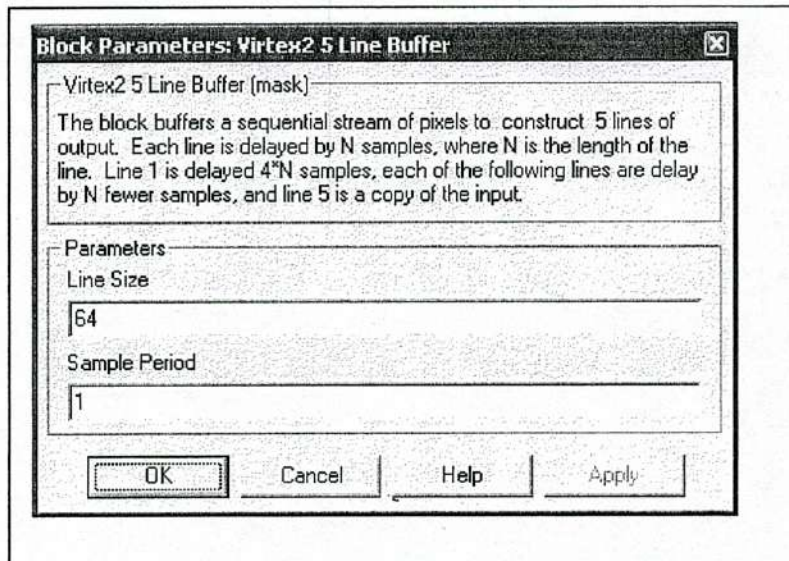 Block Parameters: Virtex2 5 Line Buffer
Virtex2 5 Line Buffer (mask)
The block buffers a sequential stream of pixels to construct 5 lines of
output. Each line is delayed by N samples, where N is the length of the
line. Line 1 is delayed 4*N samples, each of the following lines are delay
by N fewer samples, and line 5 is a copy of the input.
Parameters
Line Size
64
Sample Period
1
OK Cancel Help Apply